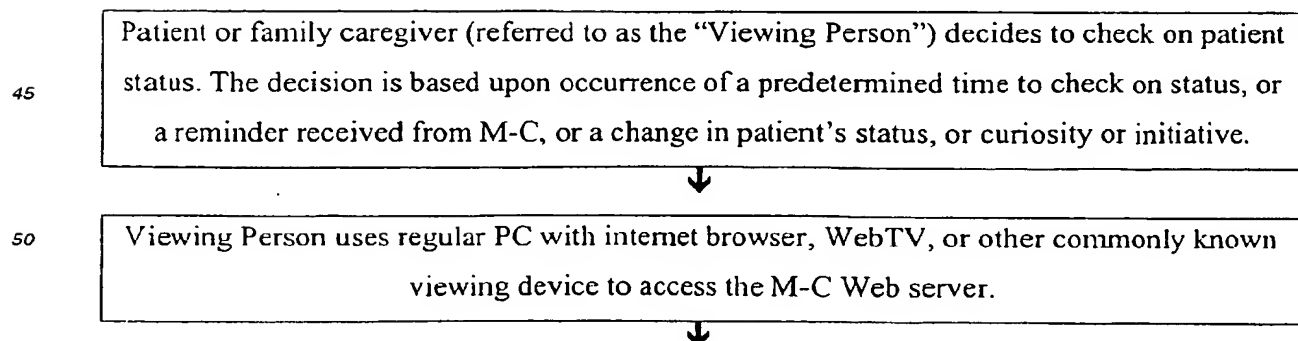 Patient or family caregiver (referred to as the “Viewing Person”) decides to check on patient
45 status. The decision is based upon occurrence of a predetermined time to check on status, or
a reminder received from M-C, or a change in patient’s status, or curiosity or initiative.
50 Viewing Person uses regular PC with internet browser, WebTV, or other commonly known
viewing device to access the M-C Web server.